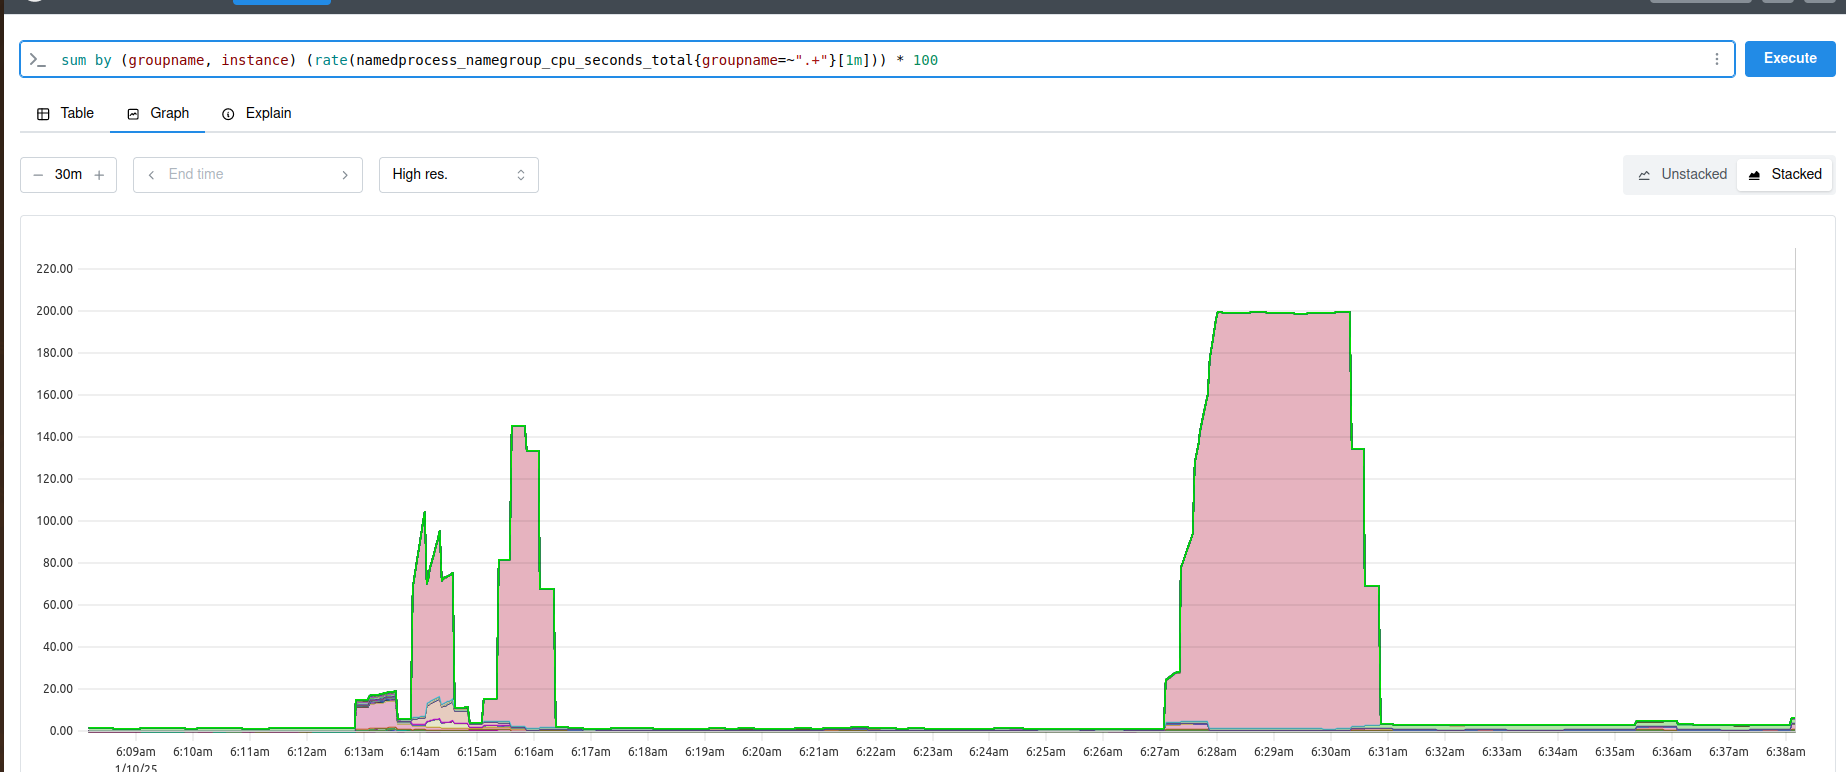 sum by (groupname, instance) (rate(namedprocess_namegroup_cpu_seconds_total{groupname=~".+"}[1m])) * 100
Execute
Table Graph Explain
30m End time High res. Unstacked Stacked
220.00
200.00
180.00
160.00
140.00
120.00
100.00
80.00
60.00
40.00
20.00
0.00
6:09am 6:10am 6:11am 6:12am 6:13am 6:14am 6:15am 6:16am 6:17am 6:18am 6:19am 6:20am 6:21am 6:22am 6:23am 6:24am 6:25am 6:26am 6:27am 6:28am 6:29am 6:30am 6:31am 6:32am 6:33am 6:34am 6:35am 6:36am 6:37am 6:38am
1/10/25